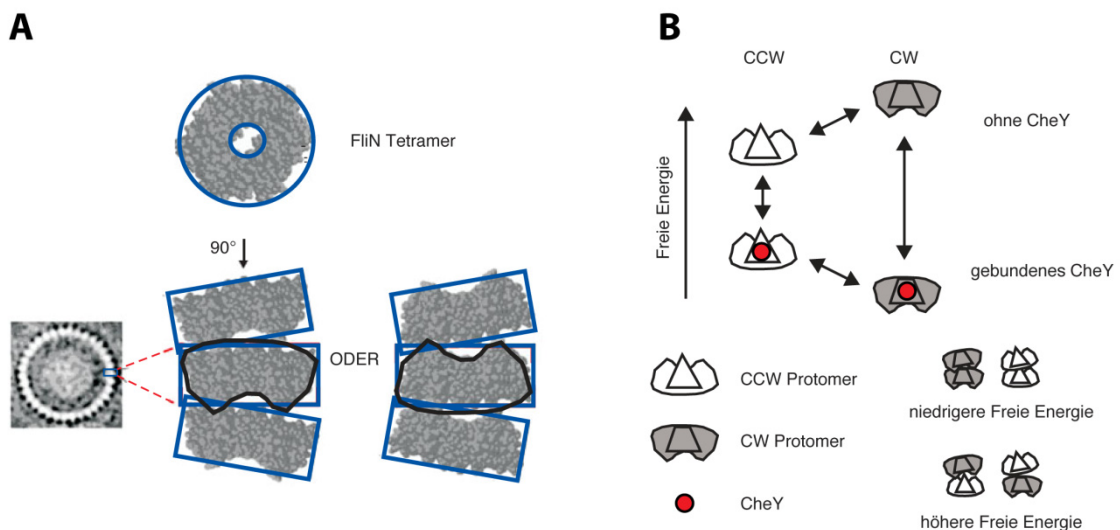 A
FliN Tetramer
90°
ODER
B
CCW
CW
ohne CheY
Freie Energie
gebundenes CheY
CCW Protomer
CW Protomer
CheY
niedrigere Freie Energie
höhere Freie Energie